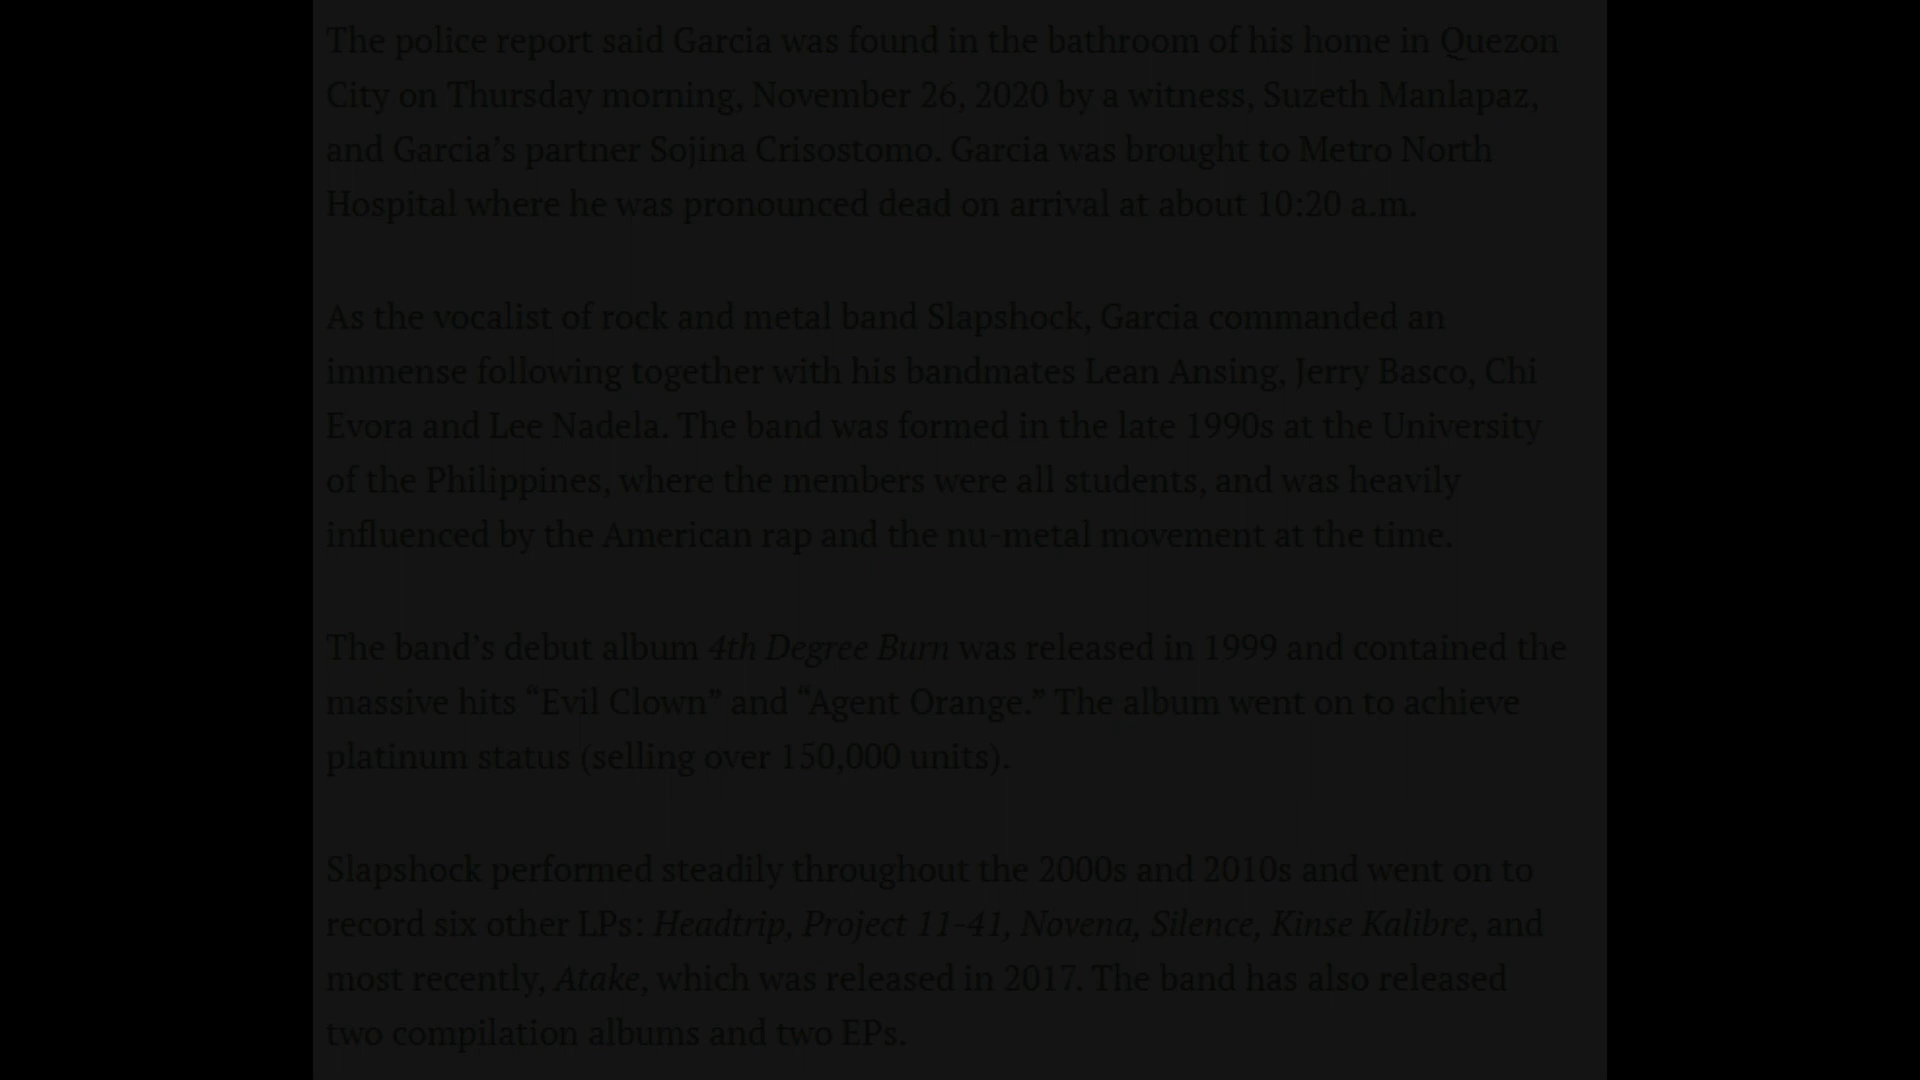 The police report said Garcia was found in the bathroom of his home in Quezon
City on Thursday morning, November 26, 2020 by a witness, Suzeth Manlapaz,
and Garcia’s partner Sojina Crisostomo. Garcia was brought to Metro North
Hospital where he was pronounced dead on arrival at about 10:20 a.m.
As the vocalist of rock and metal band Slapshock, Garcia commanded an
immense following together with his bandmates Lean Ansing, Jerry Basco, Chi
Evora and Lee Nadela. The band was formed in the late 1990s at the University
of the Philippines, where the members were all students, and was heavily
influenced by the American rap and the nu-metal movement at the time.
The band’s debut album 4th Degree Burn was released in 1999 and contained the
massive hits “Evil Clown” and “Agent Orange.” The album went on to achieve
platinum status (selling over 150,000 units).
Slapshock performed steadily throughout the 2000s and 2010s and went on to
record six other LPs: Headtrip, Project 11-41, Novena, Silence, Kinse Kalibre, and
most recently, Atake, which was released in 2017. The band has also released
two compilation albums and two EPs.